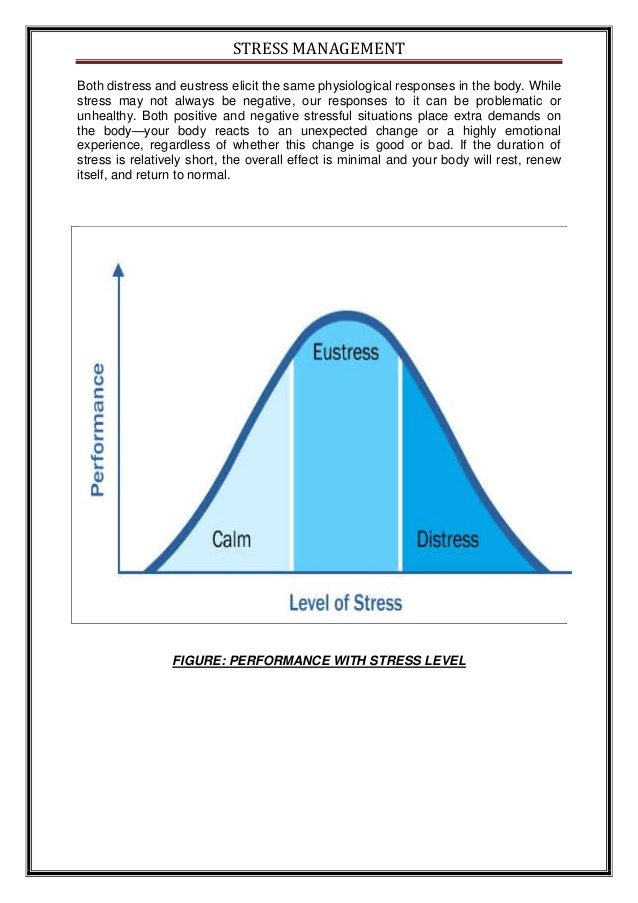 STRESS MANAGEMENT
Both distress and eustress elicit the same physiological responses in the body. While
stress may not always be negative, our responses to it can be problematic or
unhealthy. Both positive and negative stressful situations place extra demands on
the body—your body reacts to an unexpected change or a highly emotional
experience, regardless of whether this change is good or bad. If the duration of
stress is relatively short, the overall effect is minimal and your body will rest, renew
itself, and return to normal.
Performance
Eustress
Calm
Distress
Level of Stress
FIGURE: PERFORMANCE WITH STRESS LEVEL